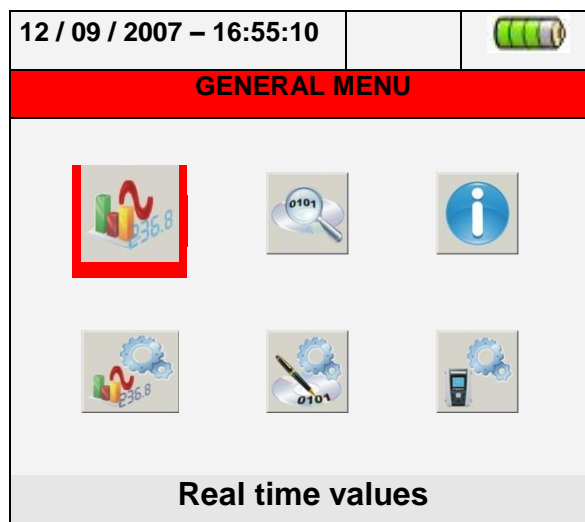 12 / 09 / 2007 – 16:55:10
GENERAL MENU
236.8
0101
i
236.8
0101
Real time values